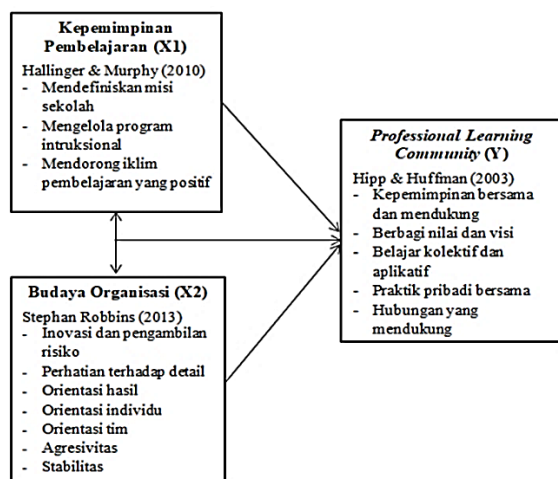 Kepemimpinan
Pembelajaran (X1)
Hallinger & Murphy (2010)
- Mendefiniskan misi
sekolah
- Mengelola program
intruksional
- Mendorong iklim
pembelajaran yang positif
Professional Learning
Community (Y)
Hipp & Huffman (2003)
- Kepemimpinan bersama
dan mendukung
- Berbagi nilai dan visi
- Belajar kolektif dan
aplikatif
- Praktik pribadi bersama
- Hubungan yang
mendukung
Budaya Organisasi (X2)
Stephan Robbins (2013)
- Inovasi dan pengambilan
risiko
- Perhatian terhadap detail
- Orientasi hasil
- Orientasi individu
- Orientasi tim
- Agresivitas
- Stabilitas